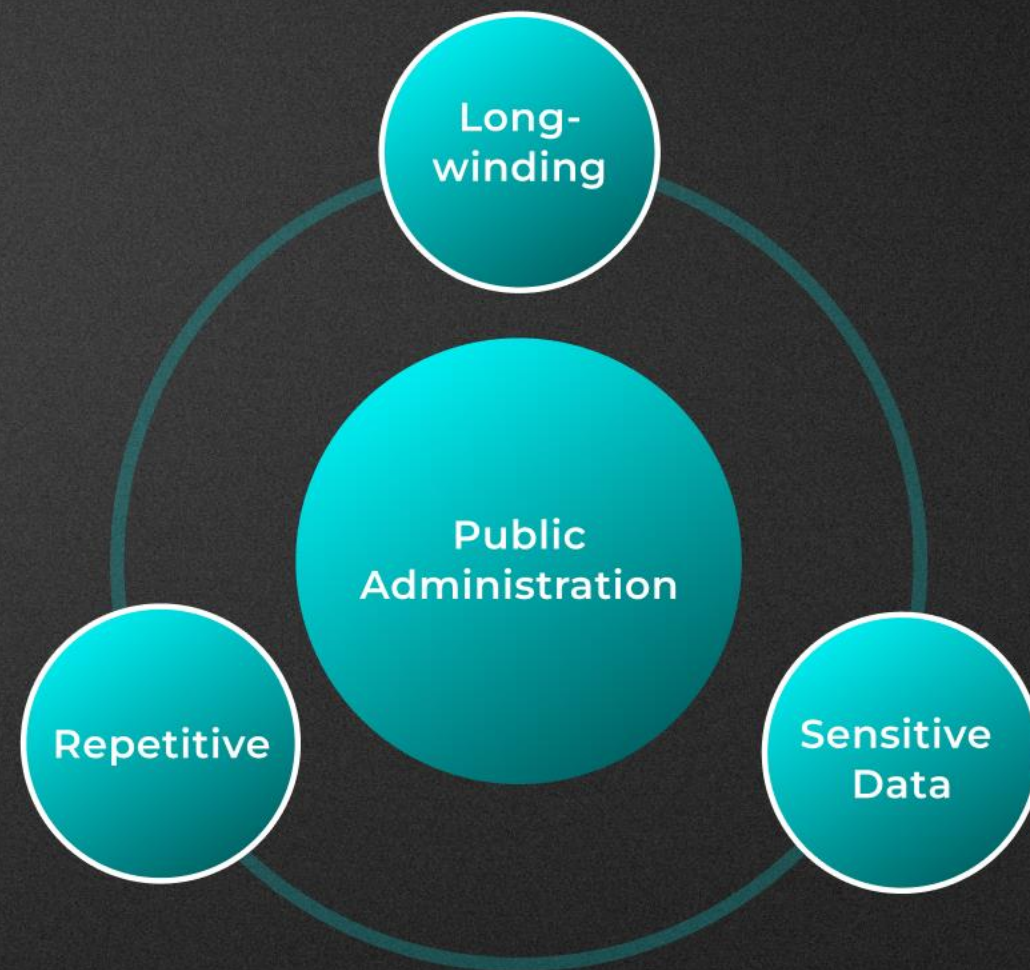 Long-
winding
Public
Administration
Repetitive
Sensitive
Data